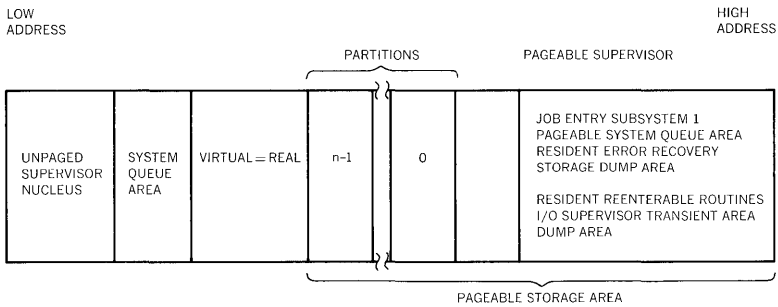 LOW
ADDRESS
HIGH
ADDRESS
PARTITIONS
PAGEABLE SUPERVISOR
UNPAGED
SUPERVISOR
NUCLEUS
SYSTEM
QUEUE
AREA
VIRTUAL = REAL
n-1
0
JOB ENTRY SUBSYSTEM 1
PAGEABLE SYSTEM QUEUE AREA
RESIDENT ERROR RECOVERY
STORAGE DUMP AREA
RESIDENT REENTERABLE ROUTINES
I/O SUPERVISOR TRANSIENT AREA
DUMP AREA
PAGEABLE STORAGE AREA